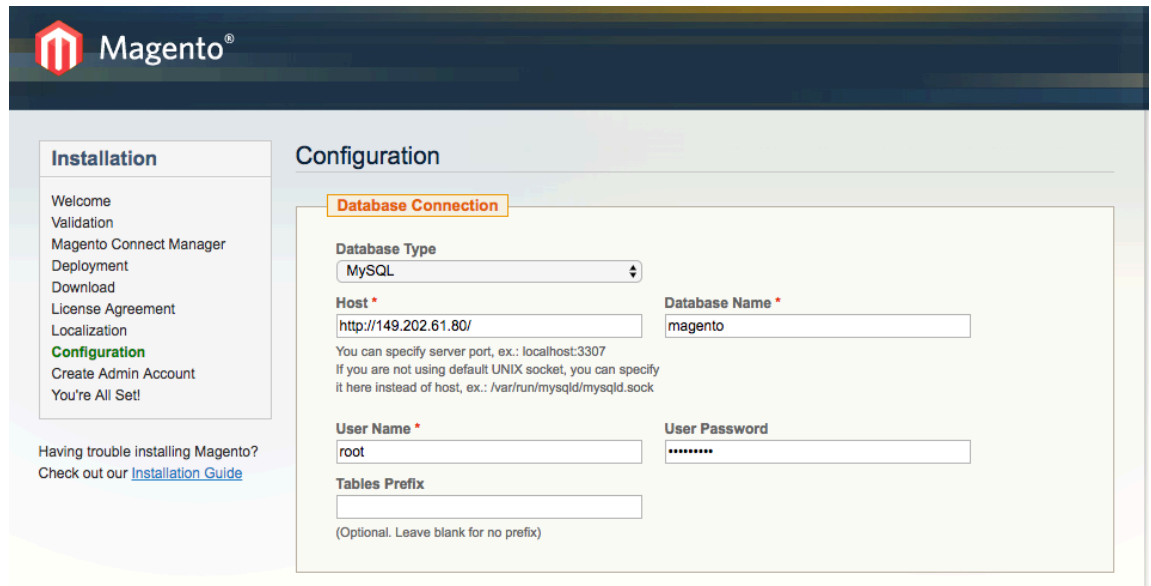 Magento®
Installation
Welcome
Validation
Magento Connect Manager
Deployment
Download
License Agreement
Localization
Configuration
Create Admin Account
You're All Set!
Having trouble installing Magento?
Check out our Installation Guide
Configuration
Database Connection
Database Type
MySQL
Host * Database Name *
http://149.202.61.80/ magento
You can specify server port, ex.: localhost:3307
If you are not using default UNIX socket, you can specify
it here instead of host, ex.: /var/run/mysqld/mysqld.sock
User Name * User Password
root •••••••••
Tables Prefix
(Optional. Leave blank for no prefix)